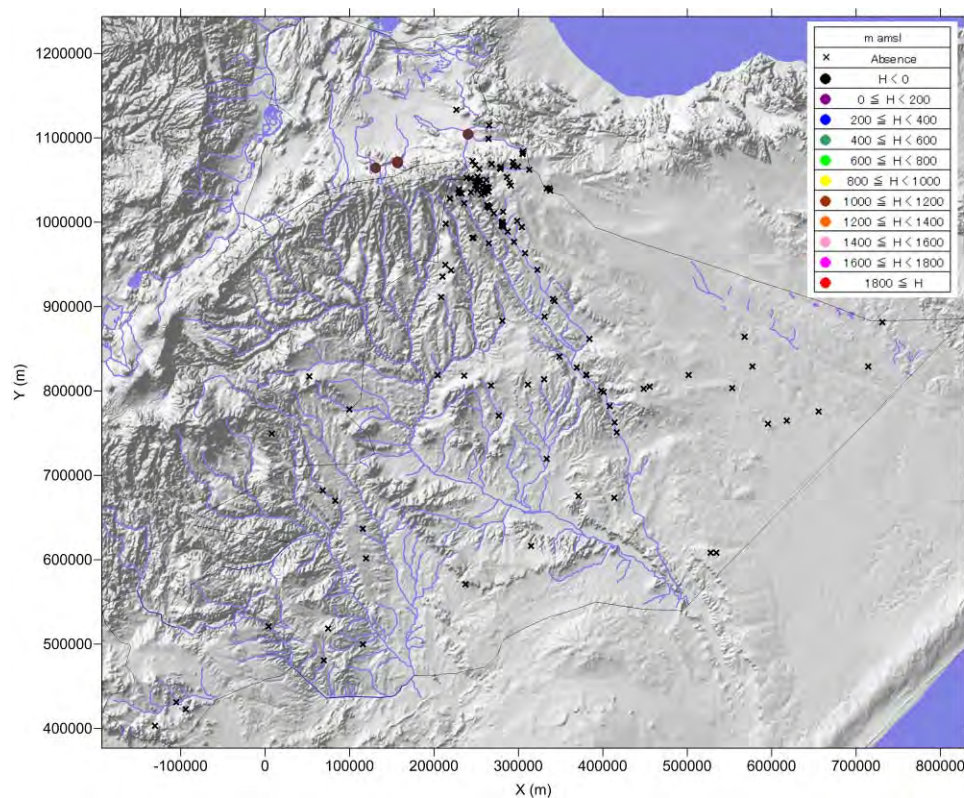 m amsl
Absence
H < 0
0 ≦ H < 200
200 ≦ H < 400
400 ≦ H < 600
600 ≦ H < 800
800 ≦ H < 1000
1000 ≦ H < 1200
1200 ≦ H < 1400
1400 ≦ H < 1600
1600 ≦ H < 1800
1800 ≦ H
1200000
1100000
1000000
900000
800000
700000
600000
500000
400000
Y (m)
-100000 0 100000 200000 300000 400000 500000 600000 700000 800000
X (m)